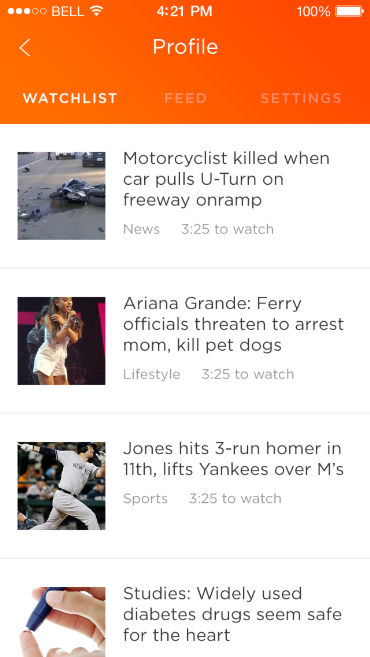 BELL 4:21 PM 100%
Profile
WATCHLIST FEED SETTINGS
Motorcyclist killed when
car pulls U-Turn on
freeway onramp
News 3:25 to watch
Ariana Grande: Ferry
officials threaten to arrest
mom, kill pet dogs
Lifestyle 3:25 to watch
Jones hits 3-run homer in
11th, lifts Yankees over M’s
Sports 3:25 to watch
Studies: Widely used
diabetes drugs seem safe
for the heart